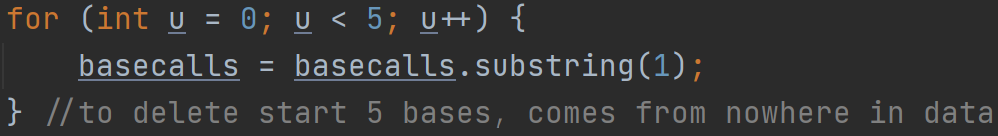 for (int u = 0; u < 5; u++) {
    basecalls = basecalls.substring(1);
} //to delete start 5 bases, comes from nowhere in data